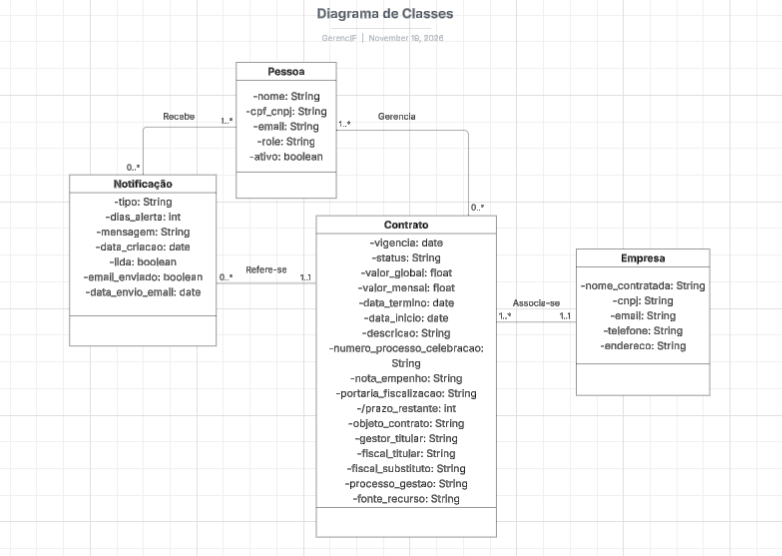 Diagrama de Classes
GerencIF | November 19, 2026
Pessoa
-nome: String
-cpf_cnpj: String
-email: String
-role: String
-ativo: boolean
Recebe
1..*
0..*
1..*
Gerencia
0..*
Notificação
-tipo: String
-dias_alerta: int
-mensagem: String
-data_criacao: date
-lida: boolean
-email_enviado: boolean
-data_envio_email: date
0..*
Refere-se
1..1
Contrato
-vigencia: date
-status: String
-valor_global: float
-valor_mensal: float
-data_termino: date
-data_inicio: date
-descricao: String
-numero_processo_celebracao:
String
-nota_empenho: String
-portaria_fiscalizacao: String
-/prazo_restante: int
-objeto_contrato: String
-gestor_titular: String
-fiscal_titular: String
-fiscal_substituto: String
-processo_gestao: String
-fonte_recurso: String
Associa-se
1..*
1..1
Empresa
-nome_contratada: String
-cnpj: String
-email: String
-telefone: String
-endereco: String